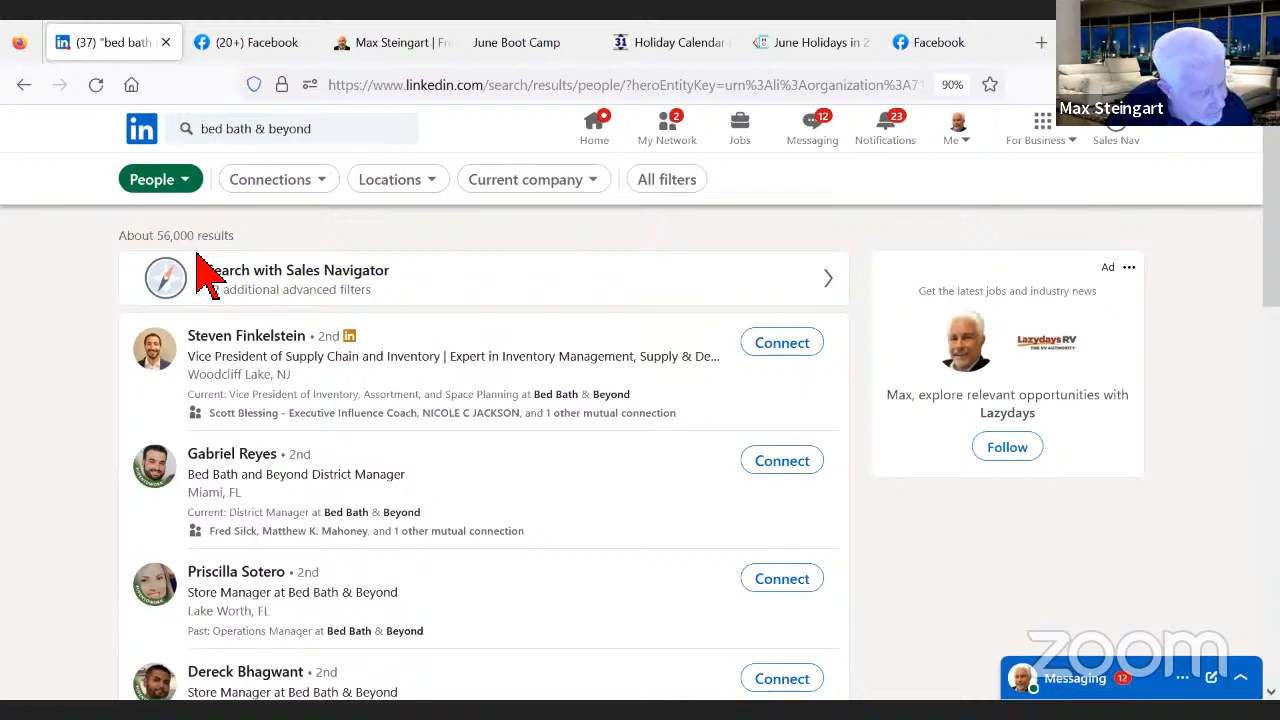 (37) "bed bath
(20+) Facebook
Max Steingart | Fre
June Boot Camp
31
Holiday Calendar
June Holidays in 2
Facebook
https://www.linkedin.com/search/results/people/?heroEntityKey=urn%3Ali%3Aorganization%3A7
90%
Max Steingart
in
bed bath & beyond
2
12
23
Home
My Network
Jobs
Messaging
Notifications
Me
For Business
Sales Nav
People
Connections
Locations
Current company
All filters
About 56,000 results
Search with Sales Navigator
additional advanced filters
Steven Finkelstein • 2nd in
Vice President of Supply Chain and Inventory | Expert in Inventory Management, Supply & De...
Woodcliff Lake, NJ
Current: Vice President of Inventory, Assortment, and Space Planning at Bed Bath & Beyond
Scott Blessing - Executive Influence Coach, NICOLE C JACKSON, and 1 other mutual connection
Connect
Gabriel Reyes • 2nd
Bed Bath and Beyond District Manager
Miami, FL
Current: District Manager at Bed Bath & Beyond
Fred Silck, Matthew K. Mahoney, and 1 other mutual connection
Connect
Priscilla Sotero • 2nd
Store Manager at Bed Bath & Beyond
Lake Worth, FL
Past: Operations Manager at Bed Bath & Beyond
Connect
Dereck Bhagwant • 2nd
Store Manager at Bed Bath & Beyond
Connect
Ad
Get the latest jobs and industry news
Lazydays RV
THE RV AUTHORITY
Max, explore relevant opportunities with
Lazydays
Follow
zoom
Messaging 12